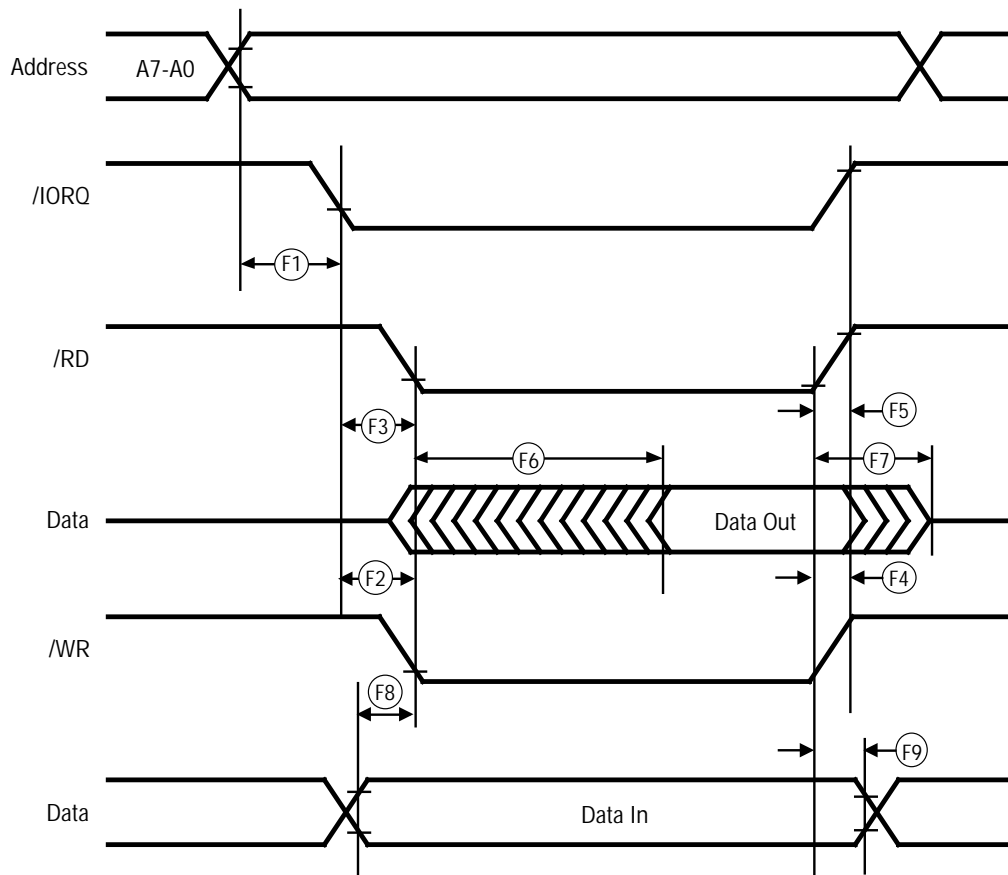 Address
A7-A0
/IORQ
F1
/RD
F3
F5
F6
F7
Data
Data Out
F2
F4
/WR
F8
F9
Data
Data In